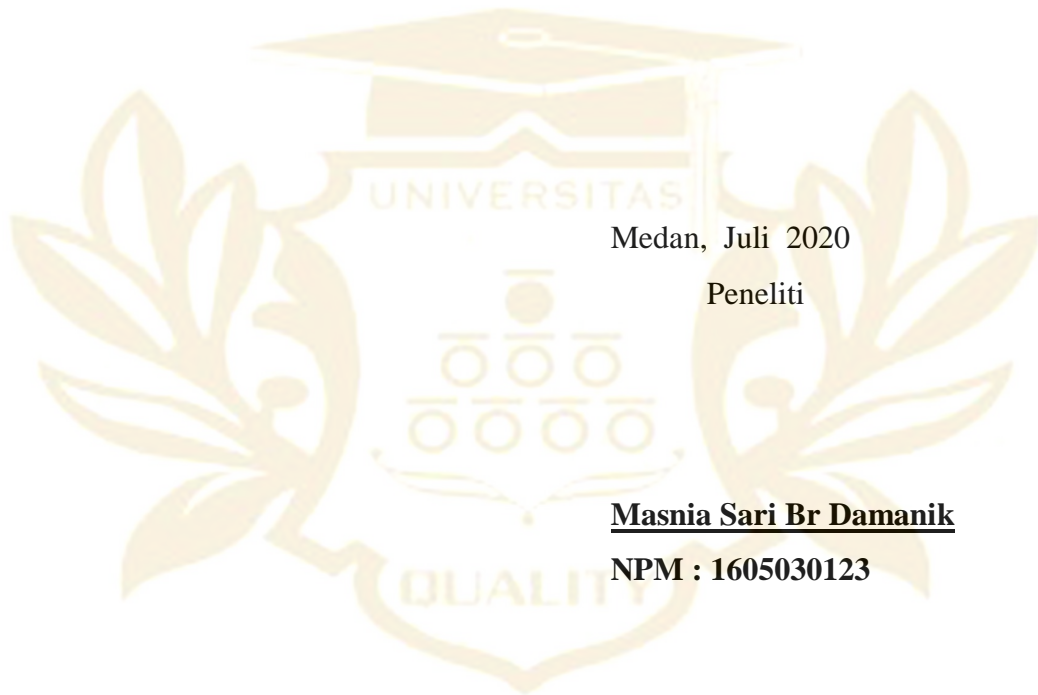 UNIVERSITAS
Medan, Juli 2020
Peneliti
Masnia Sari Br Damanik
NPM : 1605030123
QUALITY